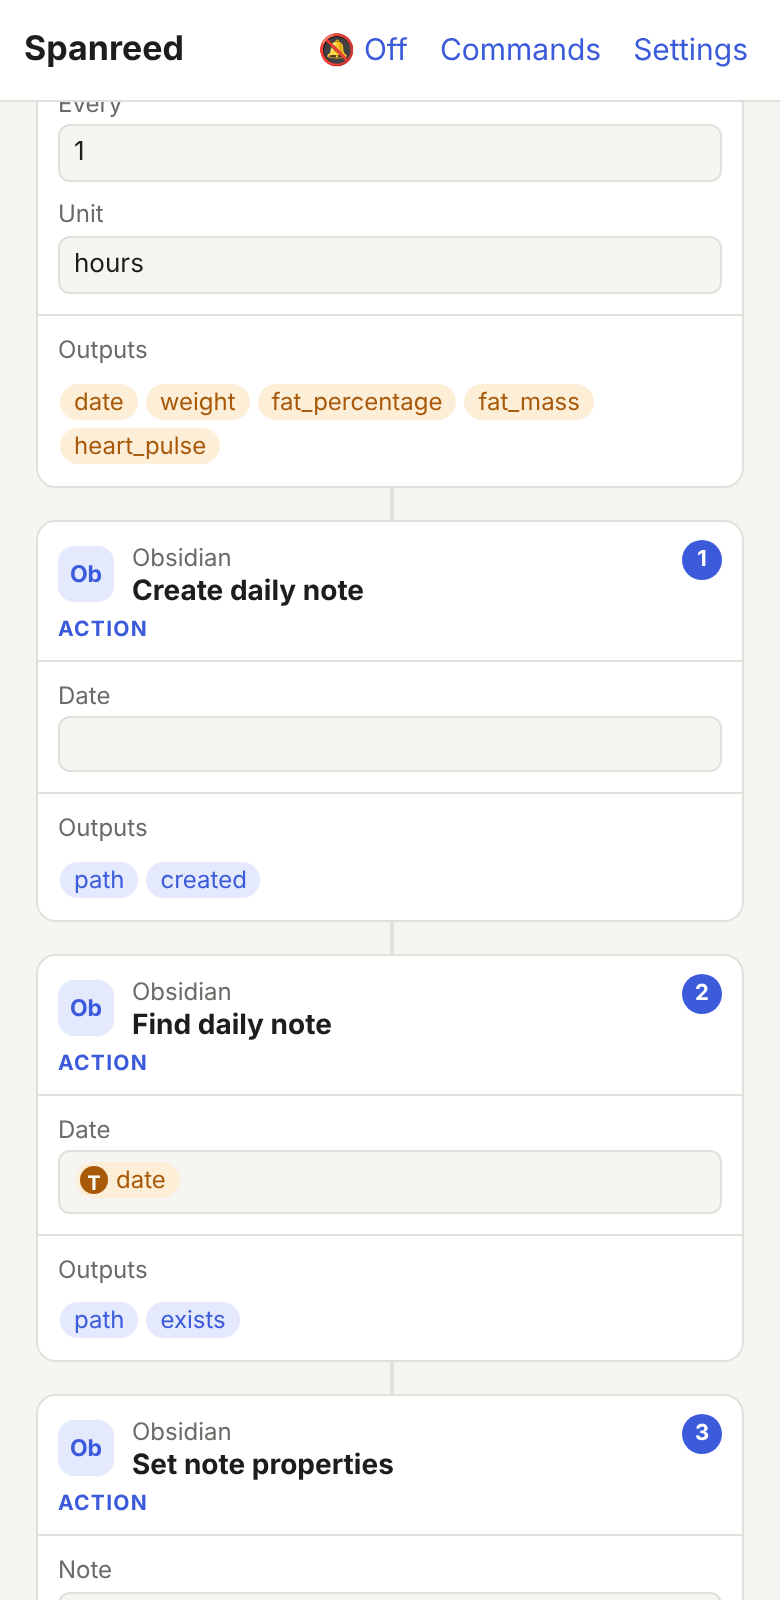 Spanreed
Off
Commands
Settings
Every
1
Unit
hours
Outputs
date weight fat_percentage fat_mass
heart_pulse
Ob
Obsidian
Create daily note
1
ACTION
Date
Outputs
path created
Ob
Obsidian
Find daily note
2
ACTION
Date
T date
Outputs
path exists
Ob
Obsidian
Set note properties
3
ACTION
Note